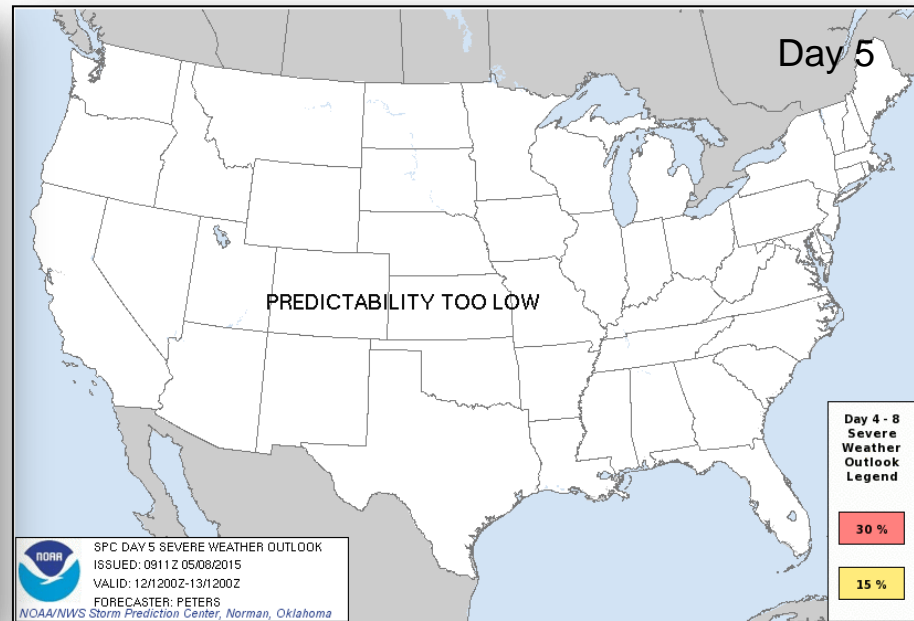 Day 5
PREDICTABILITY TOO LOW
Day 4 - 8
Severe
Weather
Outlook
Legend
30 %
15 %
NOAA
SPC DAY 5 SEVERE WEATHER OUTLOOK
ISSUED: 0911Z 05/08/2015
VALID: 12/1200Z-13/1200Z
FORECASTER: PETERS
NOAA/NWS Storm Prediction Center, Norman, Oklahoma